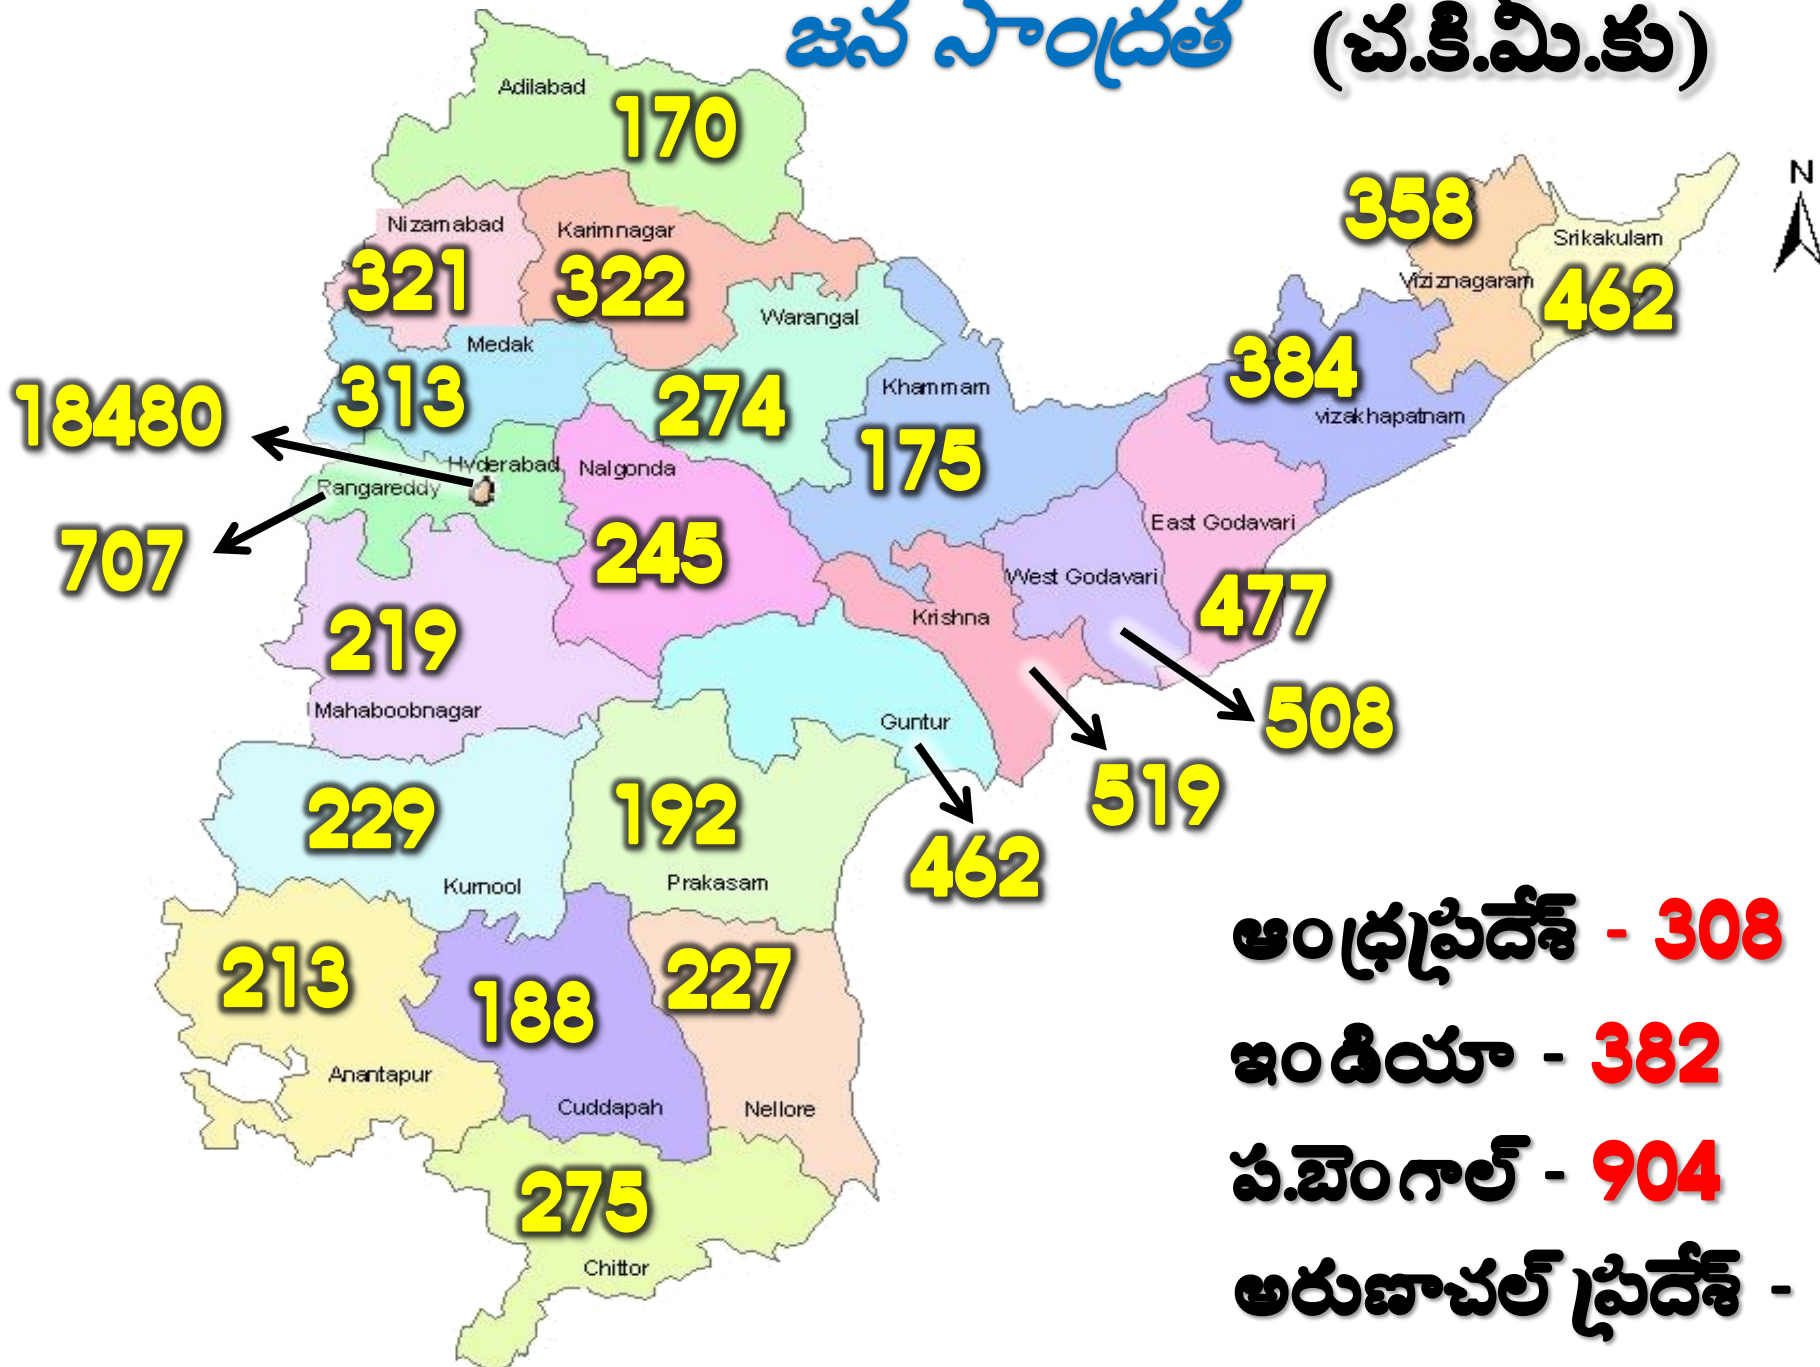 జన సాంద్రత (చ.కి.మీ.కు)
Adilabad
170
N
358
Nizamabad
Karimnagar
Srikakulam
321
322
Viziznagaram
462
Warangal
Medak
384
313
274
Khammam
vizakhapatnam
18480
175
Hyderabad
Nalgonda
Rangareddy
East Godavari
707
245
West Godavari
477
219
Krishna
Mahaboobnagar
Guntur
508
519
229
192
462
Kurnool
Prakasam
ఆంధ్రప్రదేశ్ - 308
213
188
227
ఇండియా - 382
Anantapur
Cuddapah
Nellore
ప.బెంగాల్ - 904
275
Chittor
అరుణాచల్ ప్రదేశ్ -